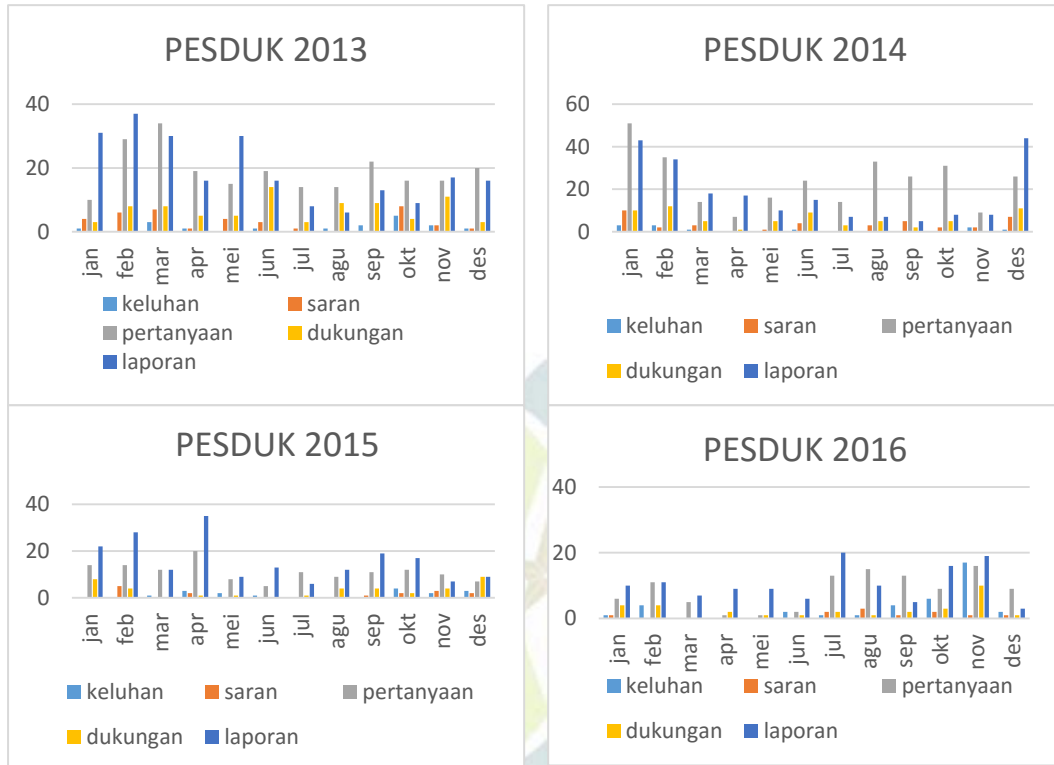 PESDUK 2013
40
20
0
jan feb mar apr mei jun jul agu sep okt nov des
keluhan saran
pertanyaan dukungan
laporan
PESDUK 2014
60
40
20
0
jan feb mar apr mei jun jul agu sep okt nov des
keluhan saran pertanyaan
dukungan laporan
PESDUK 2015
40
20
0
jan feb mar apr mei jun jul agu sep okt nov des
keluhan saran pertanyaan
dukungan laporan
PESDUK 2016
40
20
0
jan feb mar apr mei jun jul agu sep okt nov des
keluhan saran pertanyaan
dukungan laporan